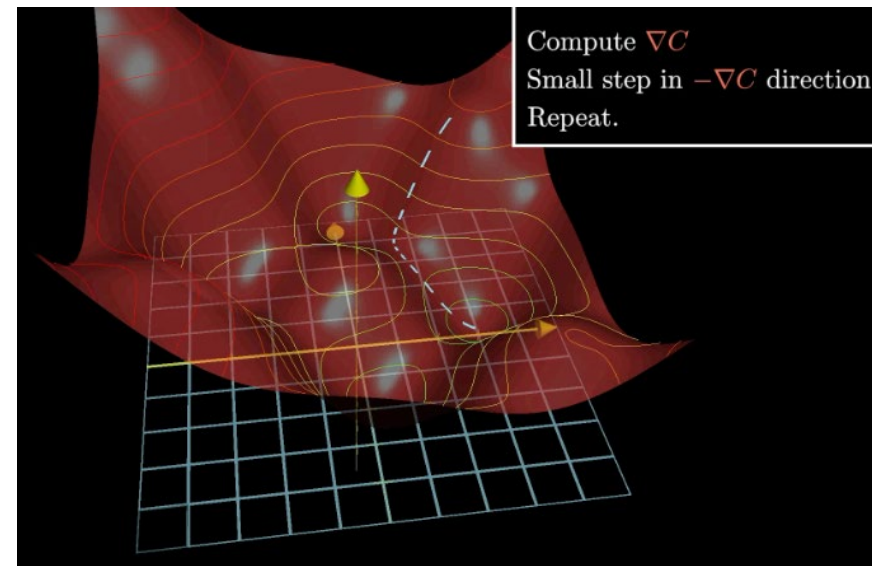 Compute ∇C
Small step in −∇C direction
Repeat.